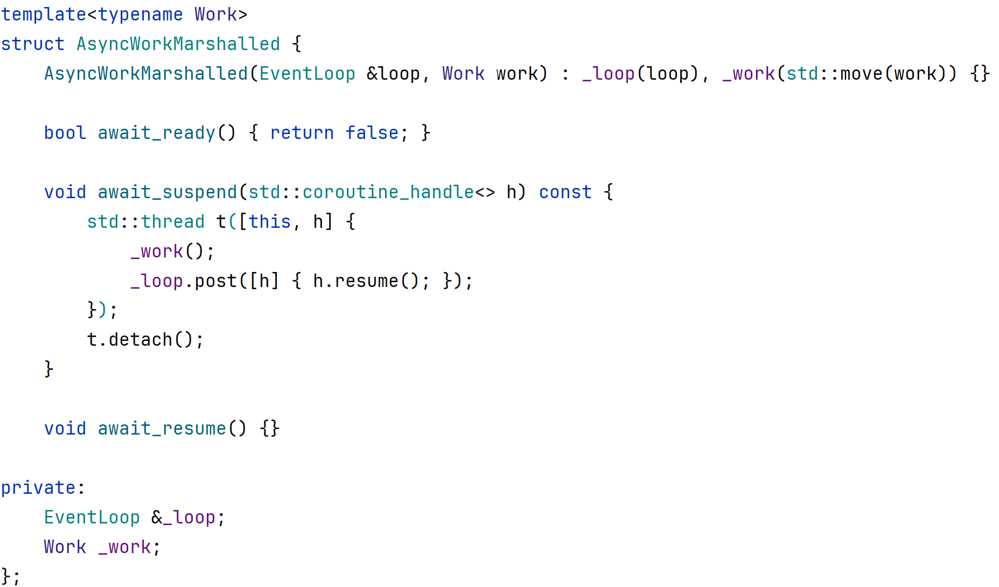 template<typename Work>
struct AsyncWorkMarshalled {
    AsyncWorkMarshalled(EventLoop &loop, Work work) : _loop(loop), _work(std::move(work)) {}

    bool await_ready() { return false; }

    void await_suspend(std::coroutine_handle<> h) const {
        std::thread t([this, h] {
            _work();
            _loop.post([h] { h.resume(); });
        });
        t.detach();
    }

    void await_resume() {}

private:
    EventLoop &_loop;
    Work _work;
};